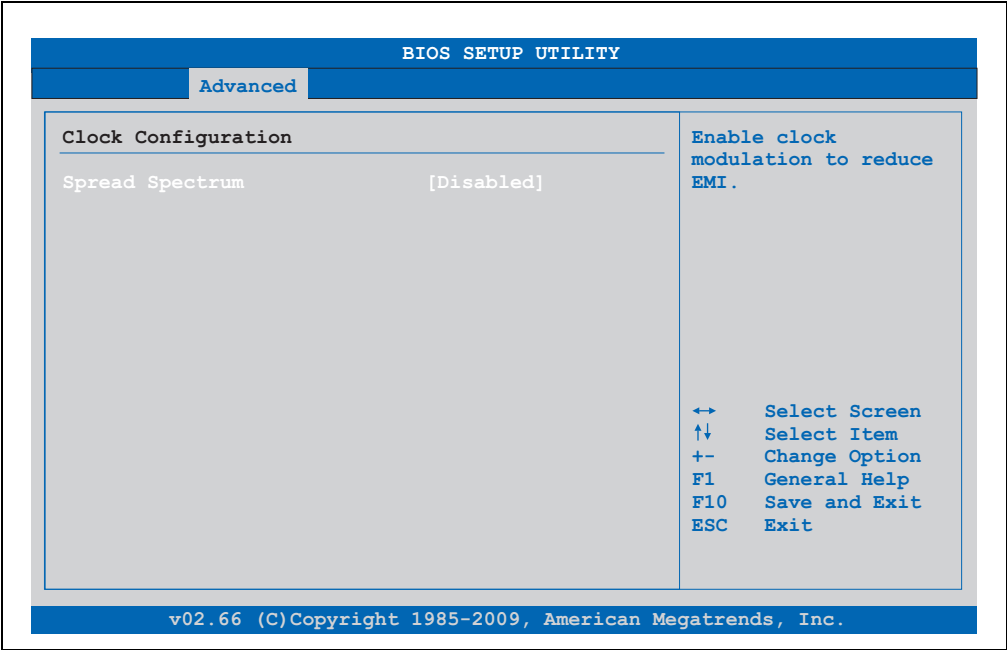 BIOS SETUP UTILITY
Advanced
Clock Configuration
Spread Spectrum [Disabled]
Enable clock
modulation to reduce
EMI.
↔ Select Screen
↑↓ Select Item
+- Change Option
F1 General Help
F10 Save and Exit
ESC Exit
v02.66 (C)Copyright 1985-2009, American Megatrends, Inc.